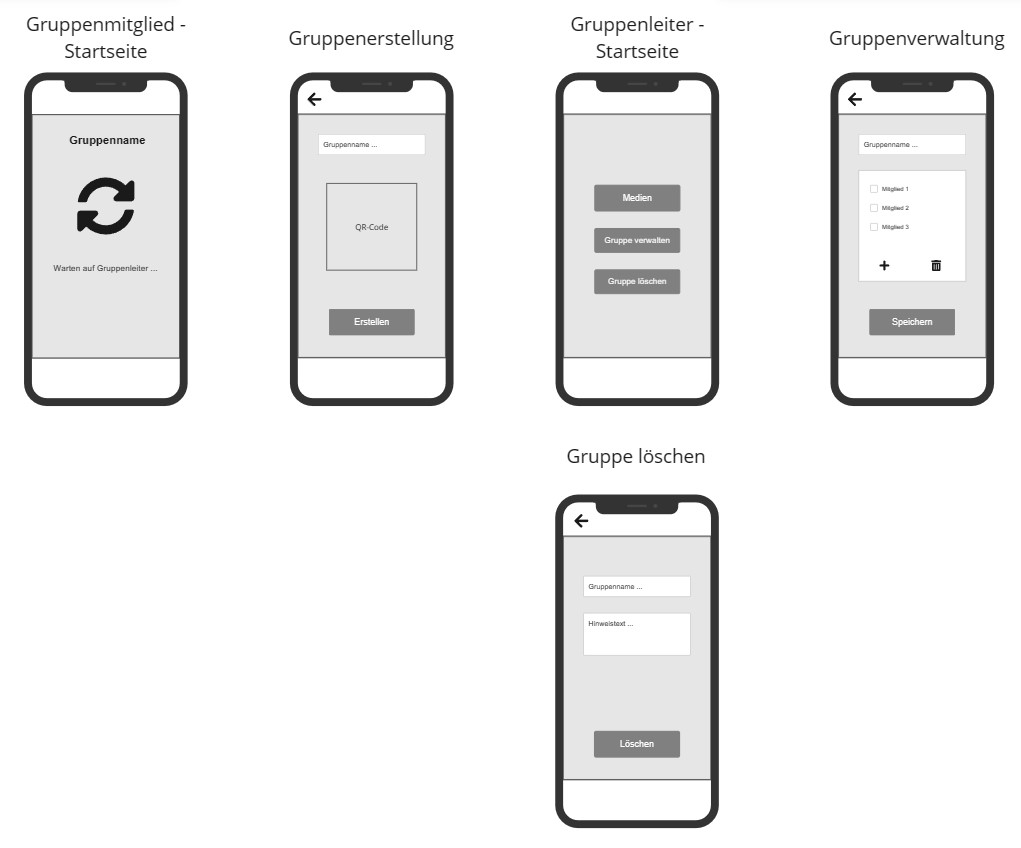 Gruppenmitglied -
Startseite
Gruppenname
Warten auf Gruppenleiter ...
Gruppenerstellung
Gruppenname ...
QR-Code
Erstellen
Gruppenleiter -
Startseite
Medien
Gruppe verwalten
Gruppe löschen
Gruppenverwaltung
Gruppenname ...
Mitglied 1
Mitglied 2
Mitglied 3
Speichern
Gruppe löschen
Gruppenname ...
Hinweistext ...
Löschen